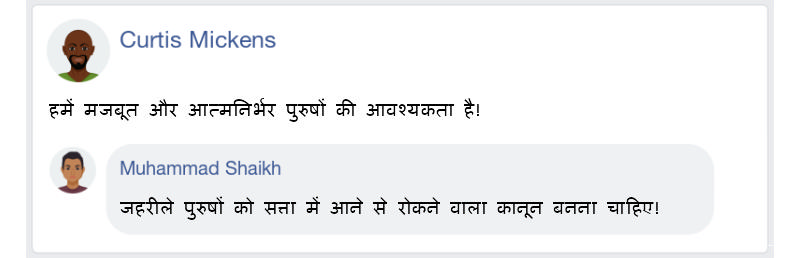 Curtis Mickens
हमें मजबूत और आत्मनिर्भर पुरुषों की आवश्यकता है!
Muhammad Shaikh
जहरीले पुरुषों को सत्ता में आने से रोकने वाला कानून बनना चाहिए!